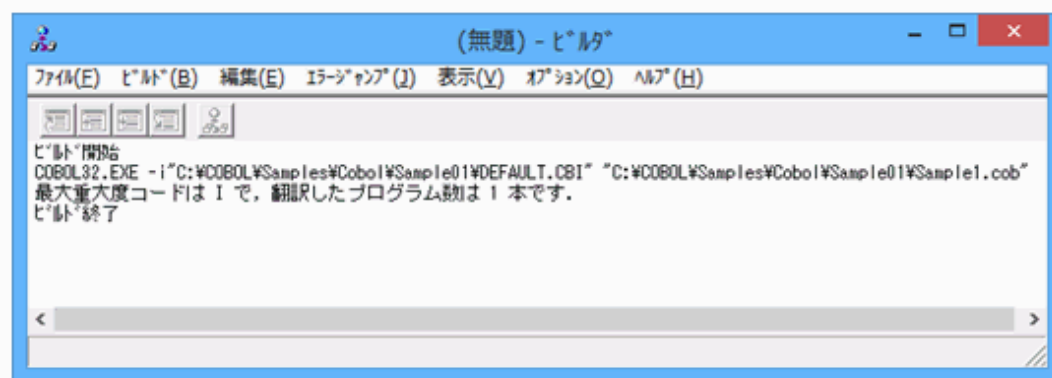 (無題) - ﾋﾞﾙﾀﾞ
ﾌｧｲﾙ(F) ﾋﾞﾙﾄﾞ(B) 編集(E) ｴﾗｰｼﾞｬﾝﾌﾟ(J) 表示(V) ｵﾌﾟｼｮﾝ(O) ﾍﾙﾌﾟ(H)
ﾋﾞﾙﾄﾞ開始
COBOL32.EXE -i"C:¥COBOL¥Samples¥Cobol¥Sample01¥DEFAULT.CBI" "C:¥COBOL¥Samples¥Cobol¥Sample01¥Sample1.cob"
最大重大度コードは I で，翻訳したプログラム数は 1 本です．
ﾋﾞﾙﾄﾞ終了